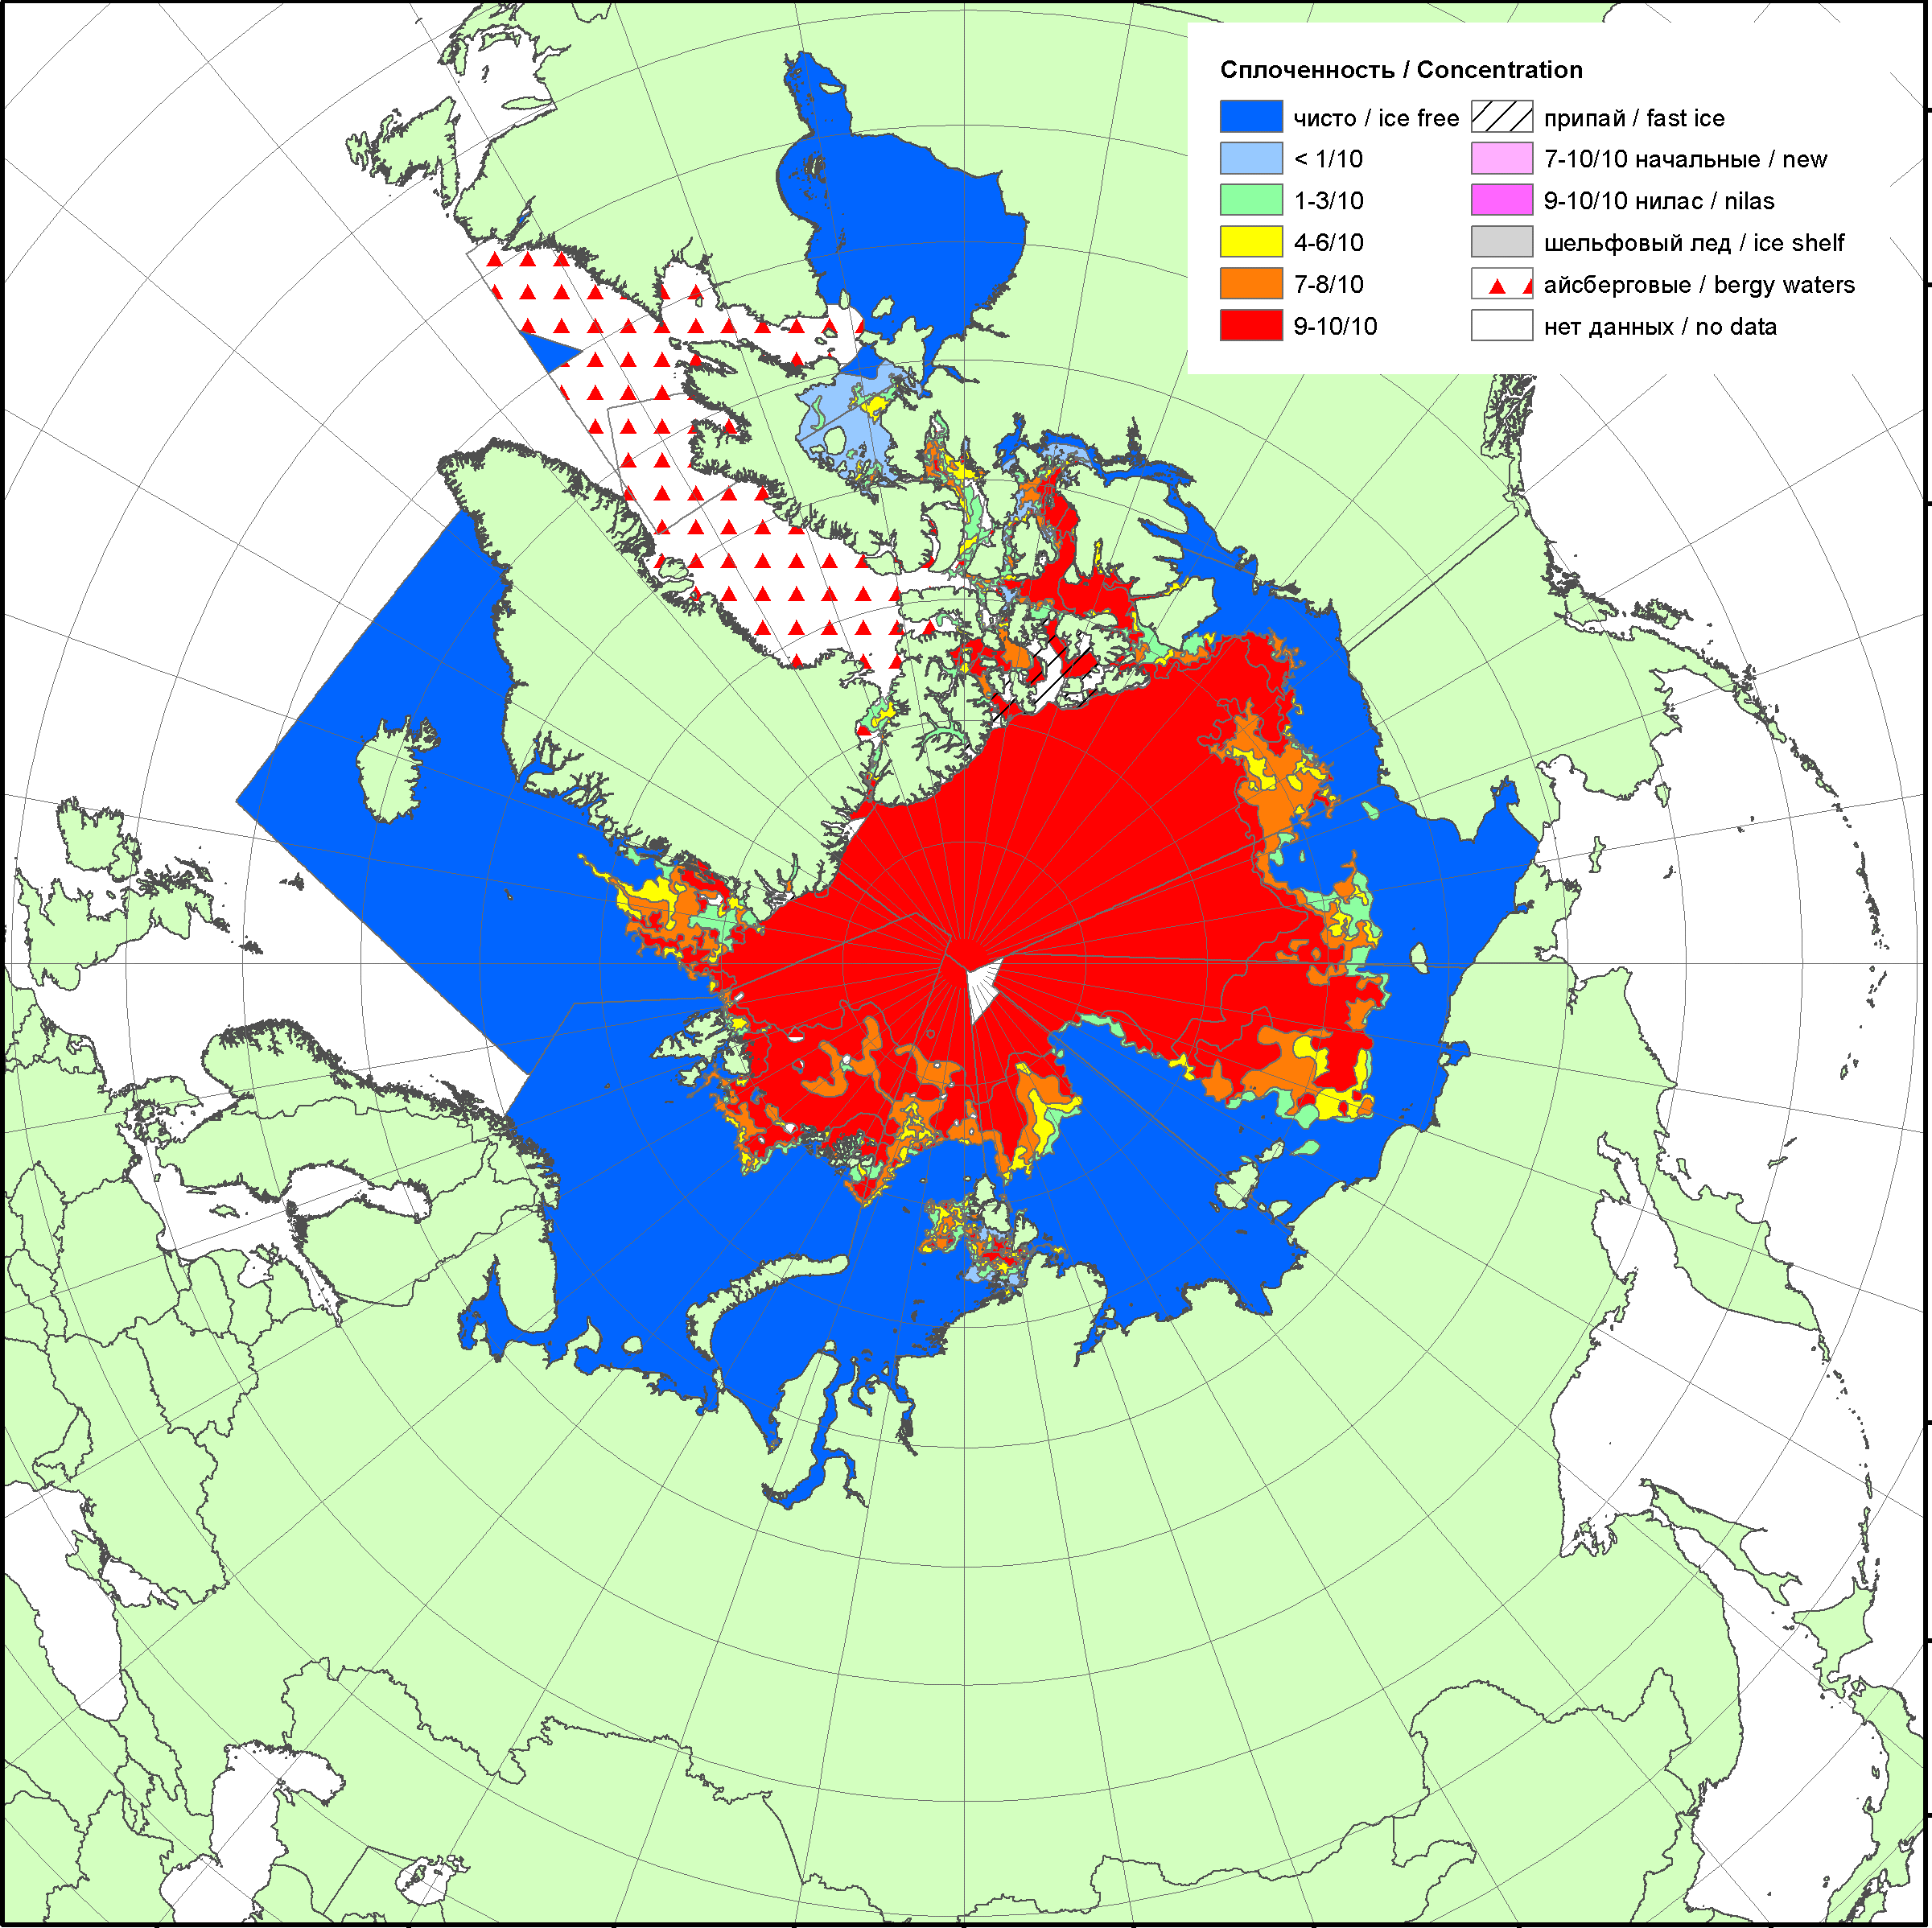 Сплоченность / Concentration
чисто / ice free
< 1/10
1-3/10
4-6/10
7-8/10
9-10/10
припай / fast ice
7-10/10 начальные / new
9-10/10 нилас / nilas
шельфовый лед / ice shelf
айсберговые / bergy waters
нет данных / no data